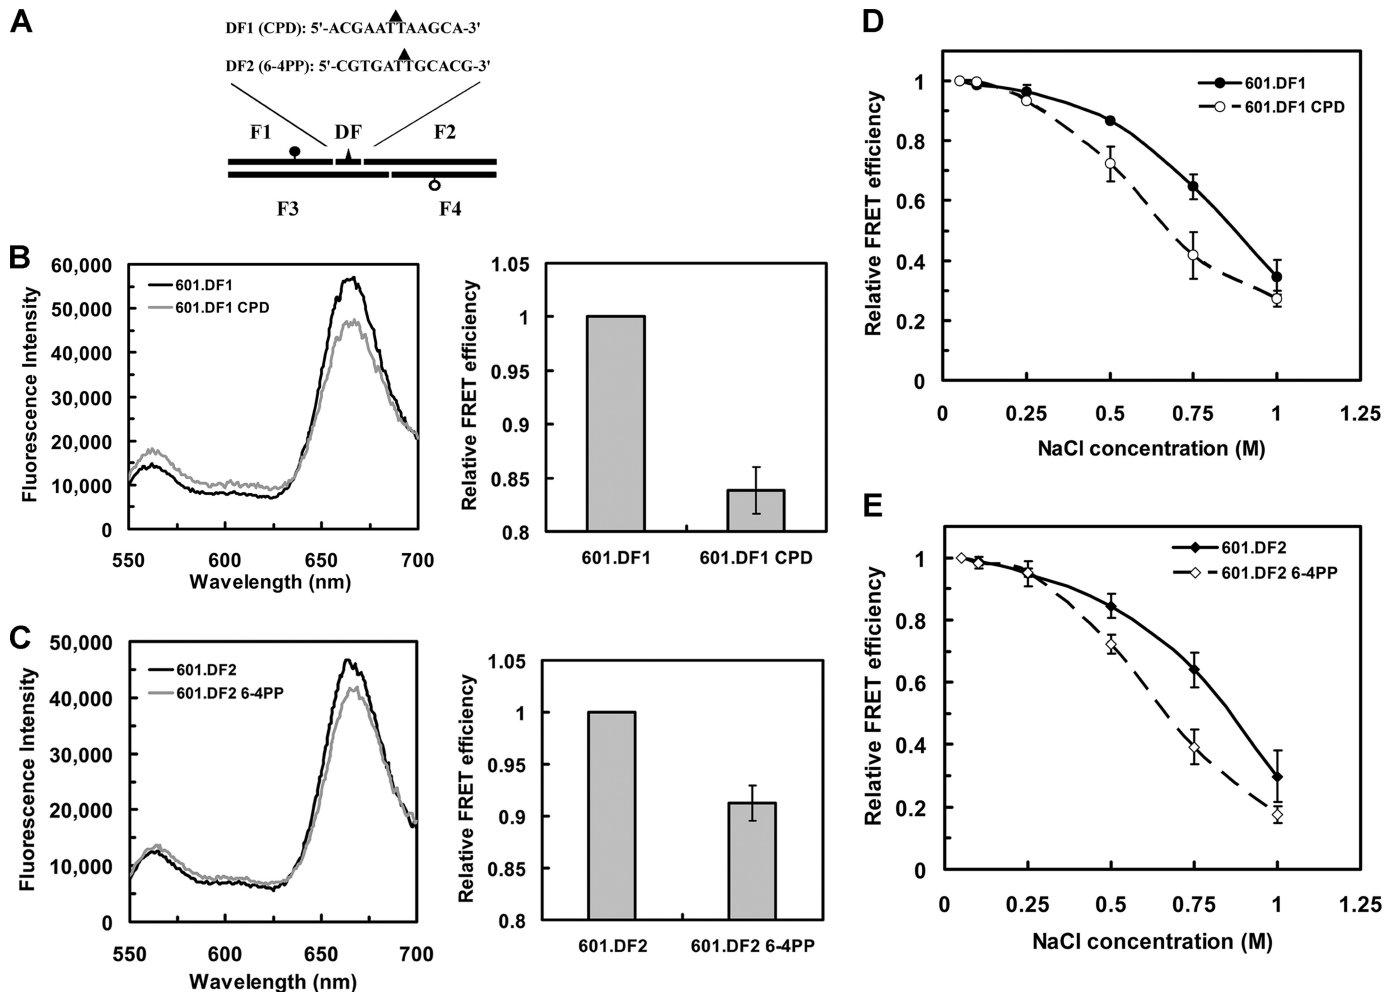 A
DF1 (CPD): 5'-ACGAATTAAGCA-3'
DF2 (6-4PP): 5'-CGTGATTGCACG-3'
F1 DF F2
F3 F4
B
Fluorescence Intensity
60,000
50,000
40,000
30,000
20,000
10,000
0
601.DF1
601.DF1 CPD
550 600 650 700
Wavelength (nm)
Relative FRET efficiency
1.05
1
0.95
0.9
0.85
0.8
601.DF1 601.DF1 CPD
C
Fluorescence Intensity
50,000
40,000
30,000
20,000
10,000
0
601.DF2
601.DF2 6-4PP
550 600 650 700
Wavelength (nm)
Relative FRET efficiency
1.05
1
0.95
0.9
0.85
0.8
601.DF2 601.DF2 6-4PP
D
Relative FRET efficiency
1
0.8
0.6
0.4
0.2
0
601.DF1
601.DF1 CPD
0 0.25 0.5 0.75 1 1.25
NaCl concentration (M)
E
Relative FRET efficiency
1
0.8
0.6
0.4
0.2
0
601.DF2
601.DF2 6-4PP
0 0.25 0.5 0.75 1 1.25
NaCl concentration (M)